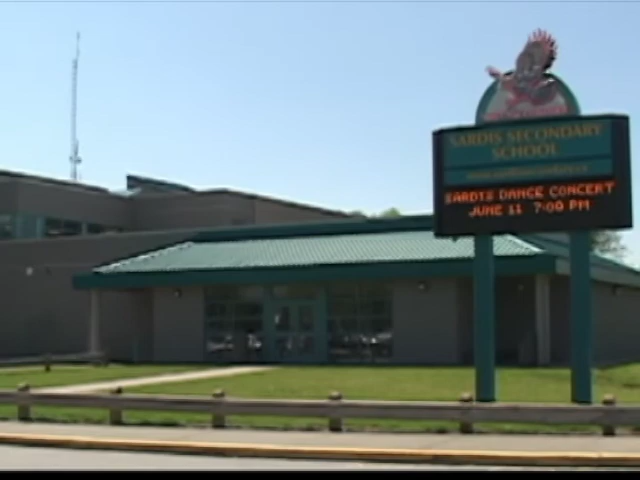 SARDIS SECONDARY
SCHOOL
SARDIS DANCE CONCERT
JUNE 11 7:00 PM